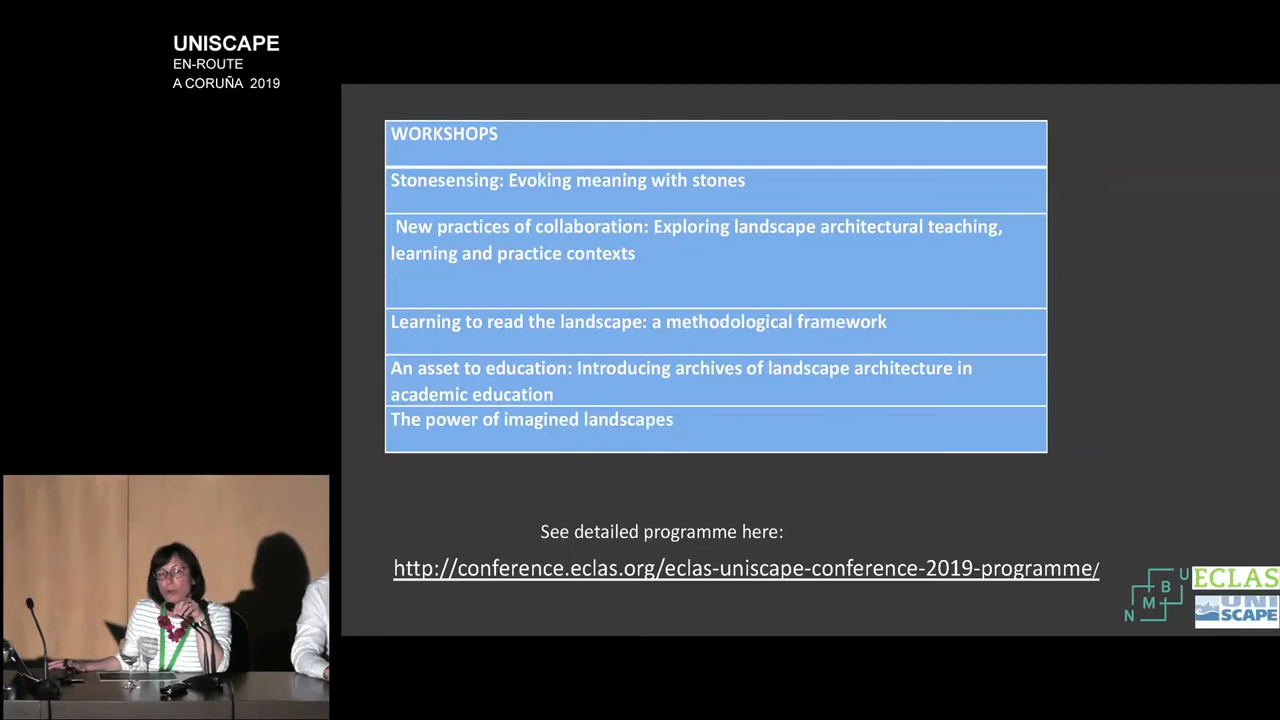 UNISCAPE
EN-ROUTE
A CORUÑA 2019
WORKSHOPS
Stonesensing: Evoking meaning with stones
New practices of collaboration: Exploring landscape architectural teaching,
learning and practice contexts
Learning to read the landscape: a methodological framework
An asset to education: Introducing archives of landscape architecture in
academic education
The power of imagined landscapes
See detailed programme here:
http://conference.eclas.org/eclas-uniscape-conference-2019-programme/
NMBU
ECLAS
UNI
SCAPE